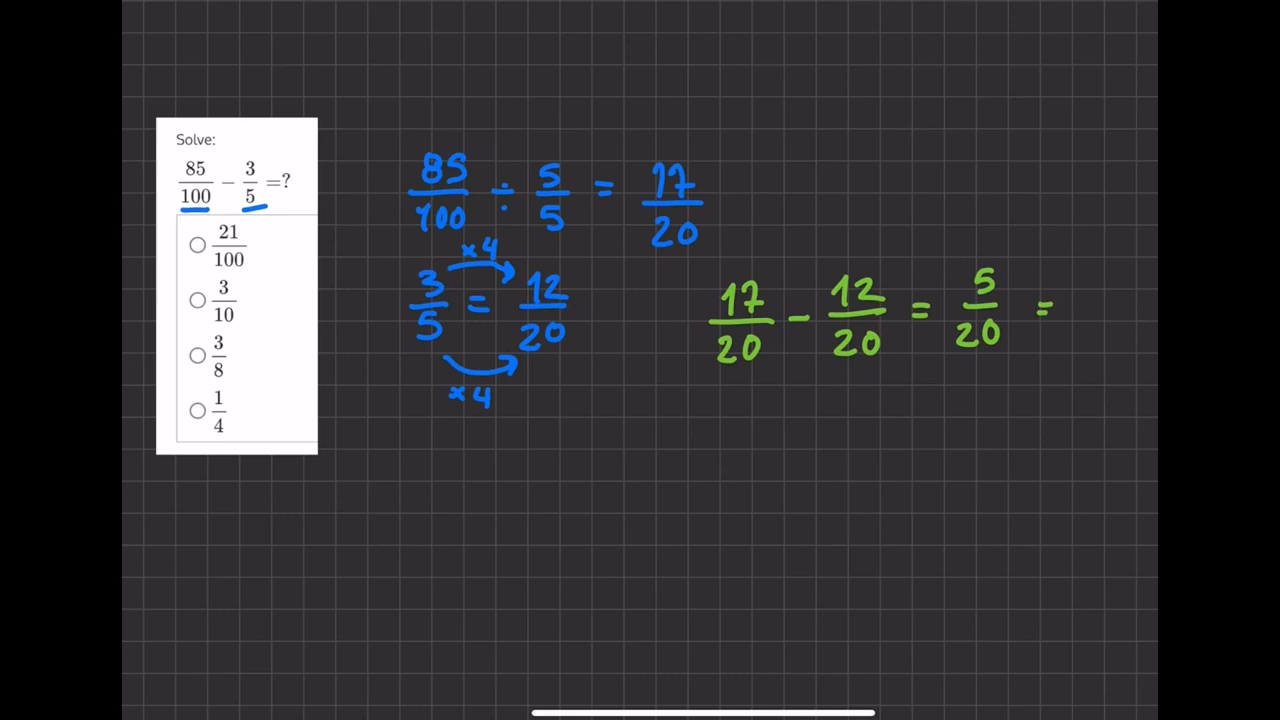 Solve:
85/100 − 3/5 =?
21/100
3/10
3/8
1/4
85/100 ÷ 5/5 = 17/20
×4
3/5 = 12/20
×4
17/20 − 12/20 = 5/20 =